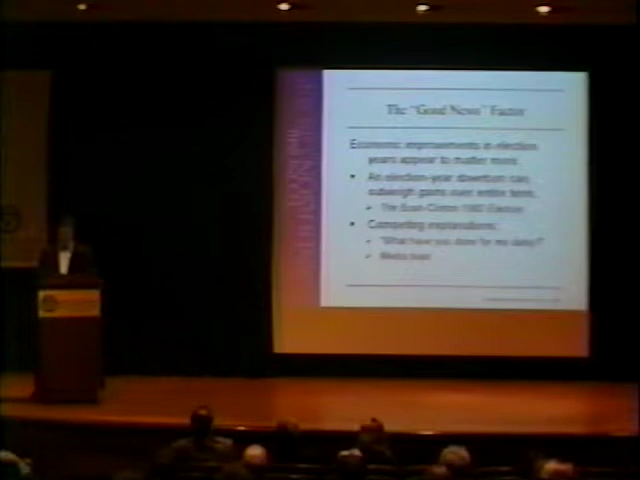 The "Good News" Factor
Economic improvements in election
years appear to matter more.
• An election-year downturn can
outweigh gains over entire term.
The Bush-Clinton 1992 Election
• Competing explanations:
"What have you done for me lately?"
Media bias